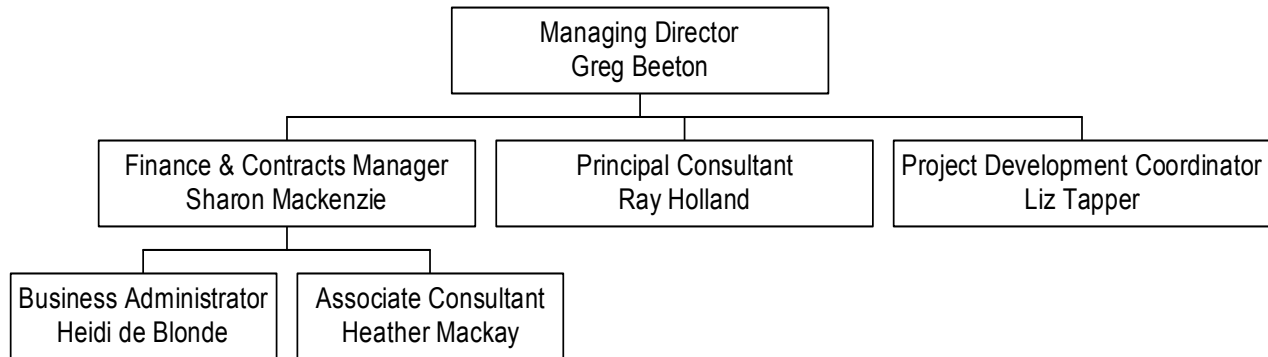 Managing Director
Greg Beeton
Finance & Contracts Manager
Sharon Mackenzie
Principal Consultant
Ray Holland
Project Development Coordinator
Liz Tapper
Business Administrator
Heidi de Blonde
Associate Consultant
Heather Mackay